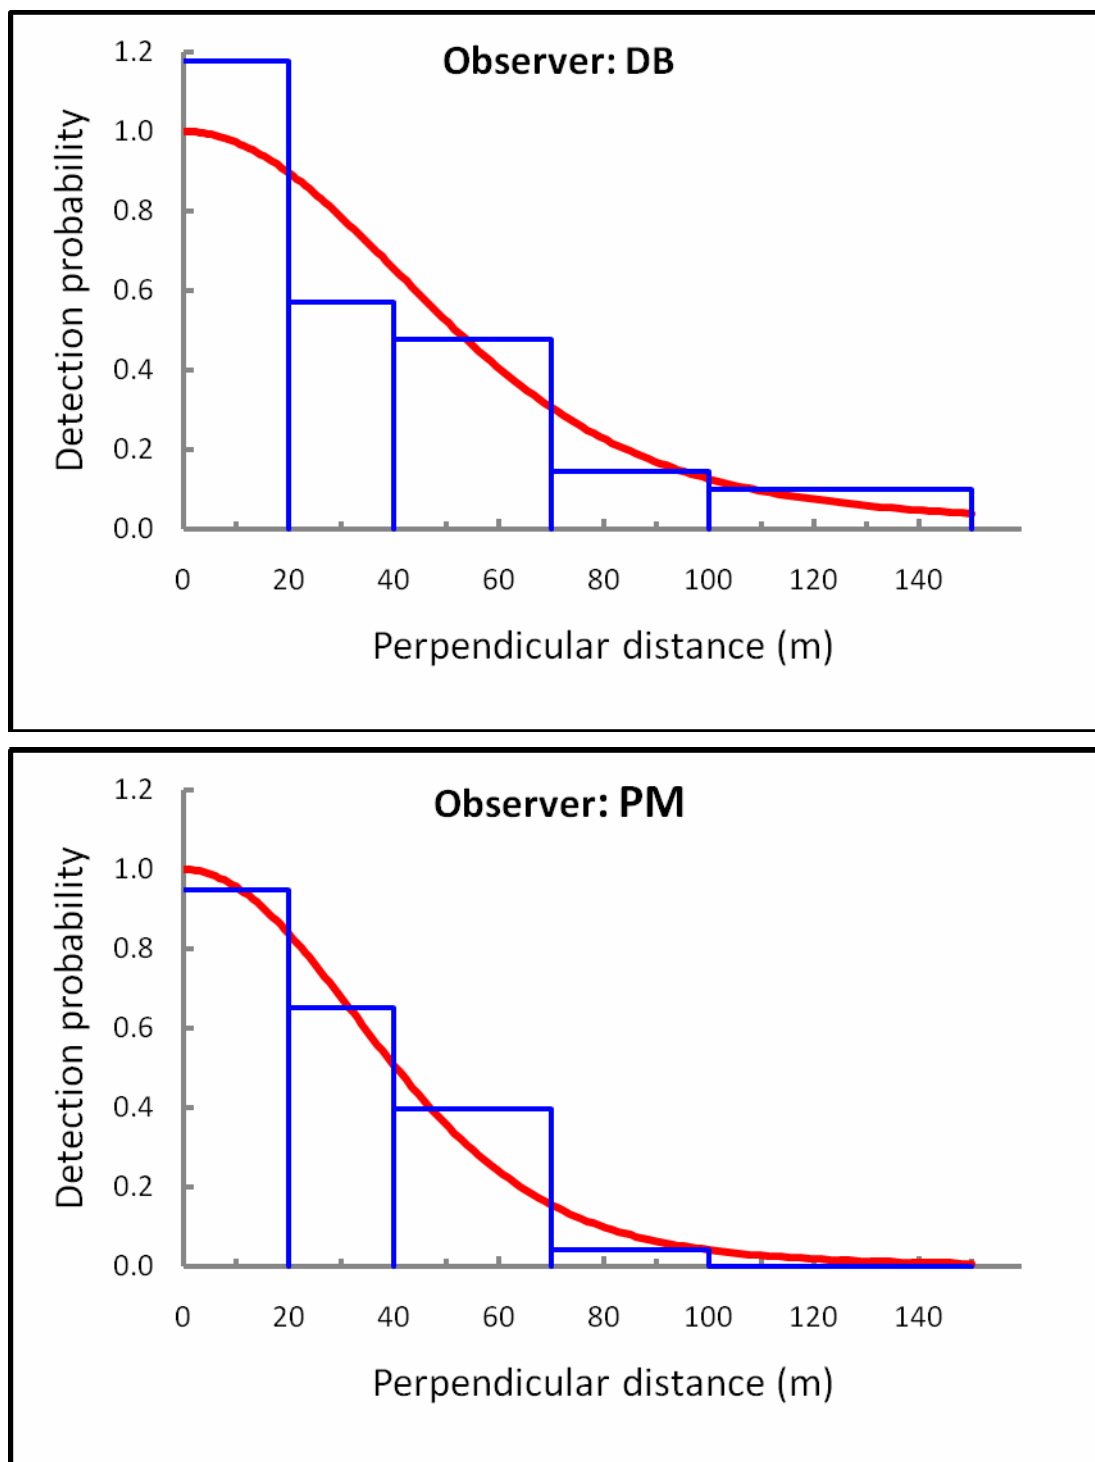 Observer: DB
Detection probability
1.2
1.0
0.8
0.6
0.4
0.2
0.0
0 20 40 60 80 100 120 140
Perpendicular distance (m)
Observer: PM
Detection probability
1.2
1.0
0.8
0.6
0.4
0.2
0.0
0 20 40 60 80 100 120 140
Perpendicular distance (m)